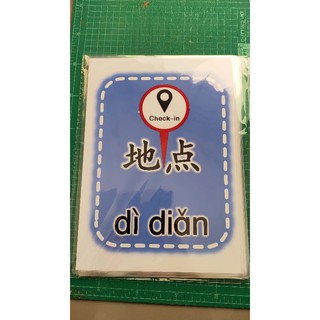 Check-in
地点
dì diǎn